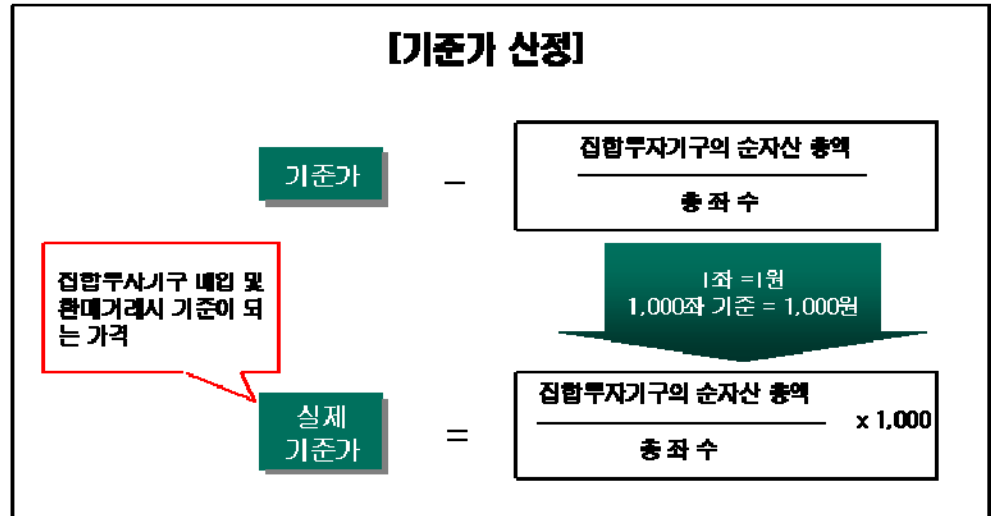 [기준가 산정]
기준가
–
집합투자기구의 순자산 총액
총 좌 수
집합투자기구 매입 및
환매거래시 기준이 되
는 가격
1좌 =1원
1,000좌 기준 = 1,000원
실제
기준가
=
집합투자기구의 순자산 총액
총 좌 수
x 1,000